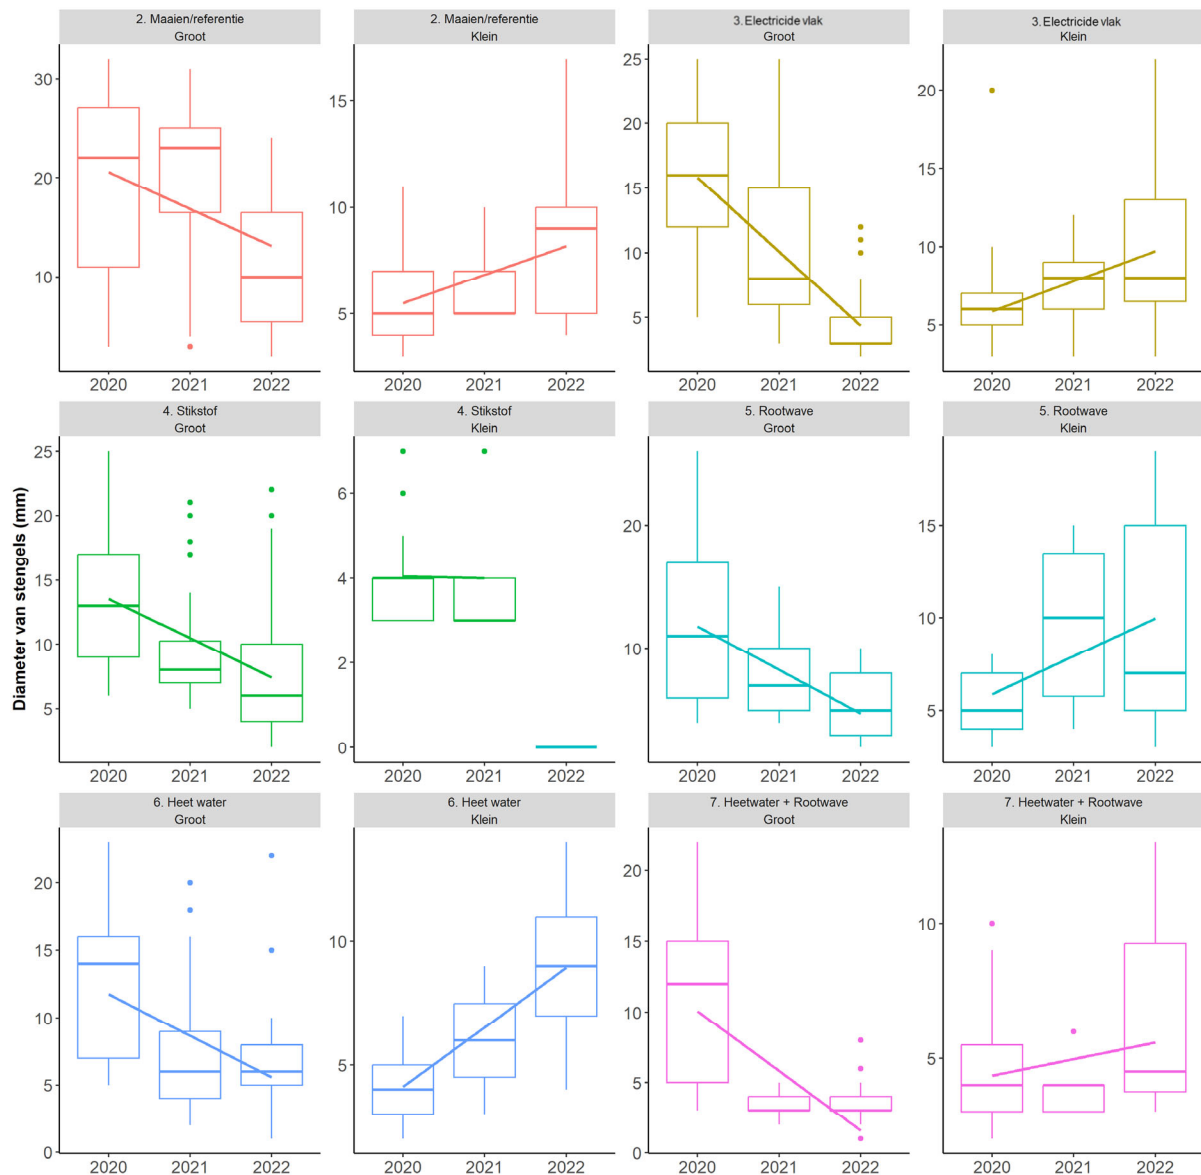 2. Maaien/referentie
Groot
2. Maaien/referentie
Klein
3. Electricide vlak
Groot
3. Electricide vlak
Klein
30
20
10
15
10
5
25
20
15
10
5
20
15
10
5
2020 2021 2022
2020 2021 2022
2020 2021 2022
2020 2021 2022
Diameter van stengels (mm)
4. Stikstof
Groot
4. Stikstof
Klein
5. Rootwave
Groot
5. Rootwave
Klein
25
20
15
10
5
6
4
2
0
20
10
15
10
5
2020 2021 2022
2020 2021 2022
2020 2021 2022
2020 2021 2022
6. Heet water
Groot
6. Heet water
Klein
7. Heetwater + Rootwave
Groot
7. Heetwater + Rootwave
Klein
20
15
10
5
0
10
5
20
15
10
5
0
10
5
2020 2021 2022
2020 2021 2022
2020 2021 2022
2020 2021 2022